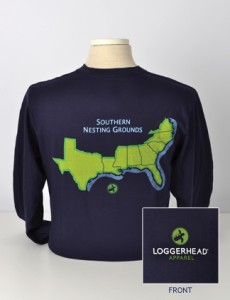 SOUTHERN
NESTING GROUNDS
LOGGERHEAD®
APPAREL
FRONT